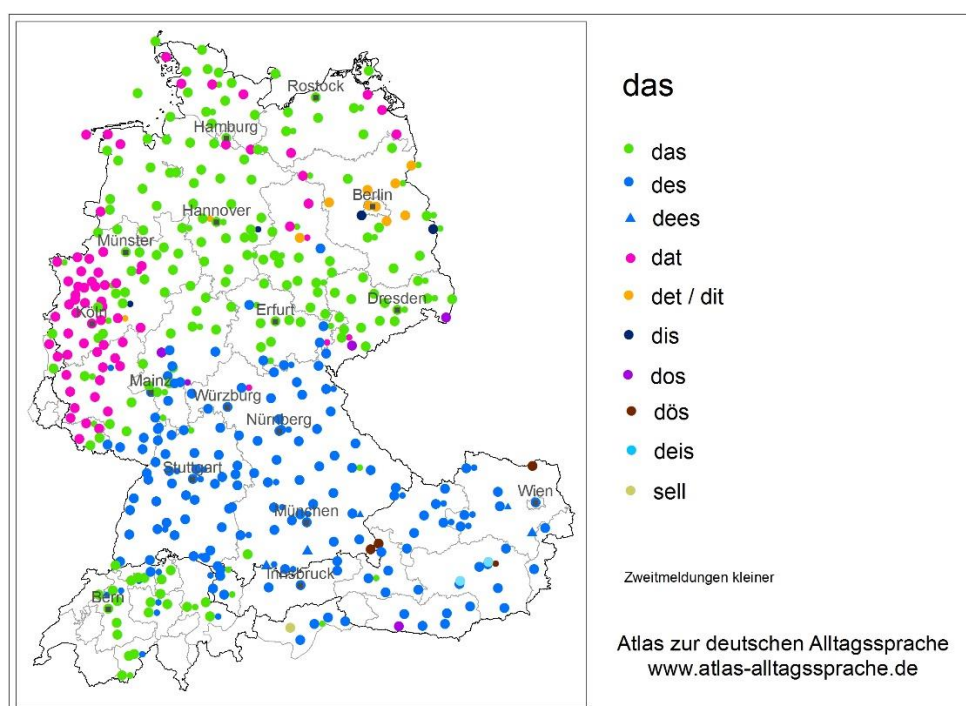 Rostock
Hamburg
Berlin
Hannover
Münster
Köln
Erfurt
Dresden
Mainz
Würzburg
Nürnberg
Stuttgart
München
Wien
Innsbruck
Bern
das
das
des
dees
dat
det / dit
dis
dos
dös
deis
sell
Zweitmeldungen kleiner
Atlas zur deutschen Alltagssprache
www.atlas-alltagssprache.de